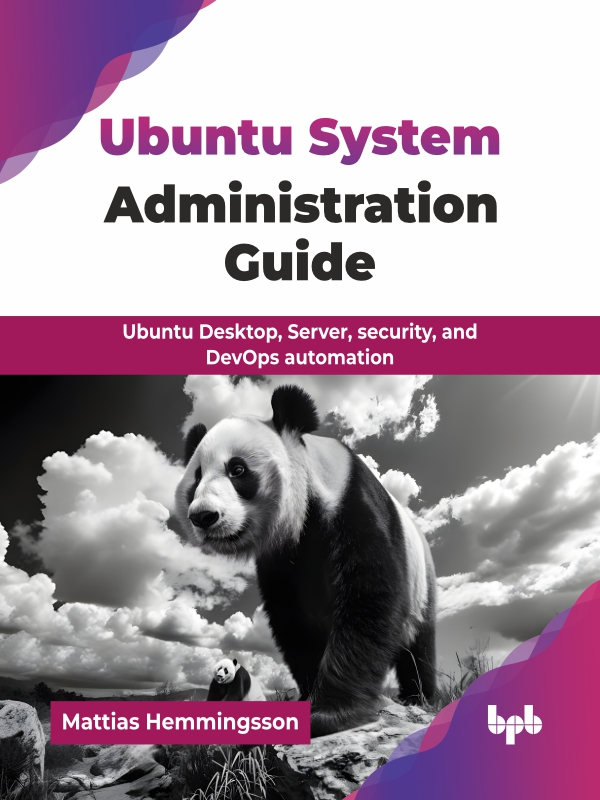 Ubuntu System
Administration
Guide
Ubuntu Desktop, Server, security, and
DevOps automation
Mattias Hemmingsson
bpb